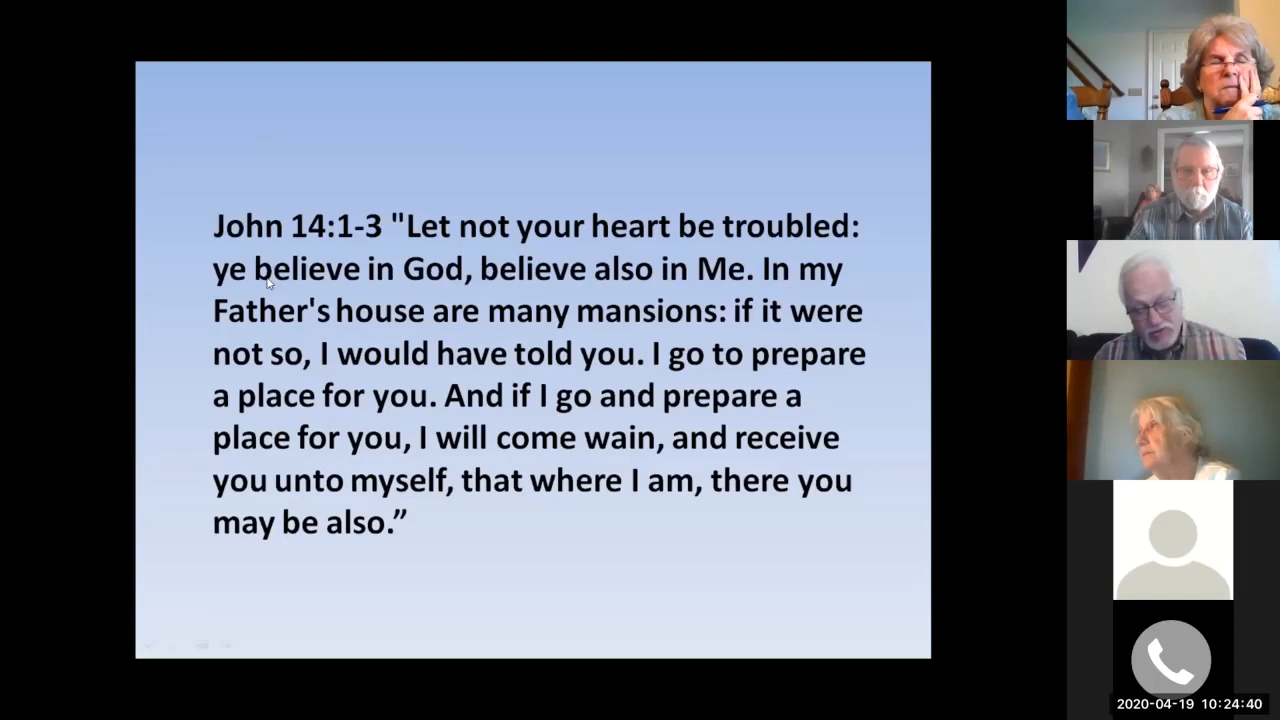 John 14:1-3 "Let not your heart be troubled:
ye believe in God, believe also in Me. In my
Father's house are many mansions: if it were
not so, I would have told you. I go to prepare
a place for you. And if I go and prepare a
place for you, I will come wain, and receive
you unto myself, that where I am, there you
may be also.”
2020-04-19 10:24:40